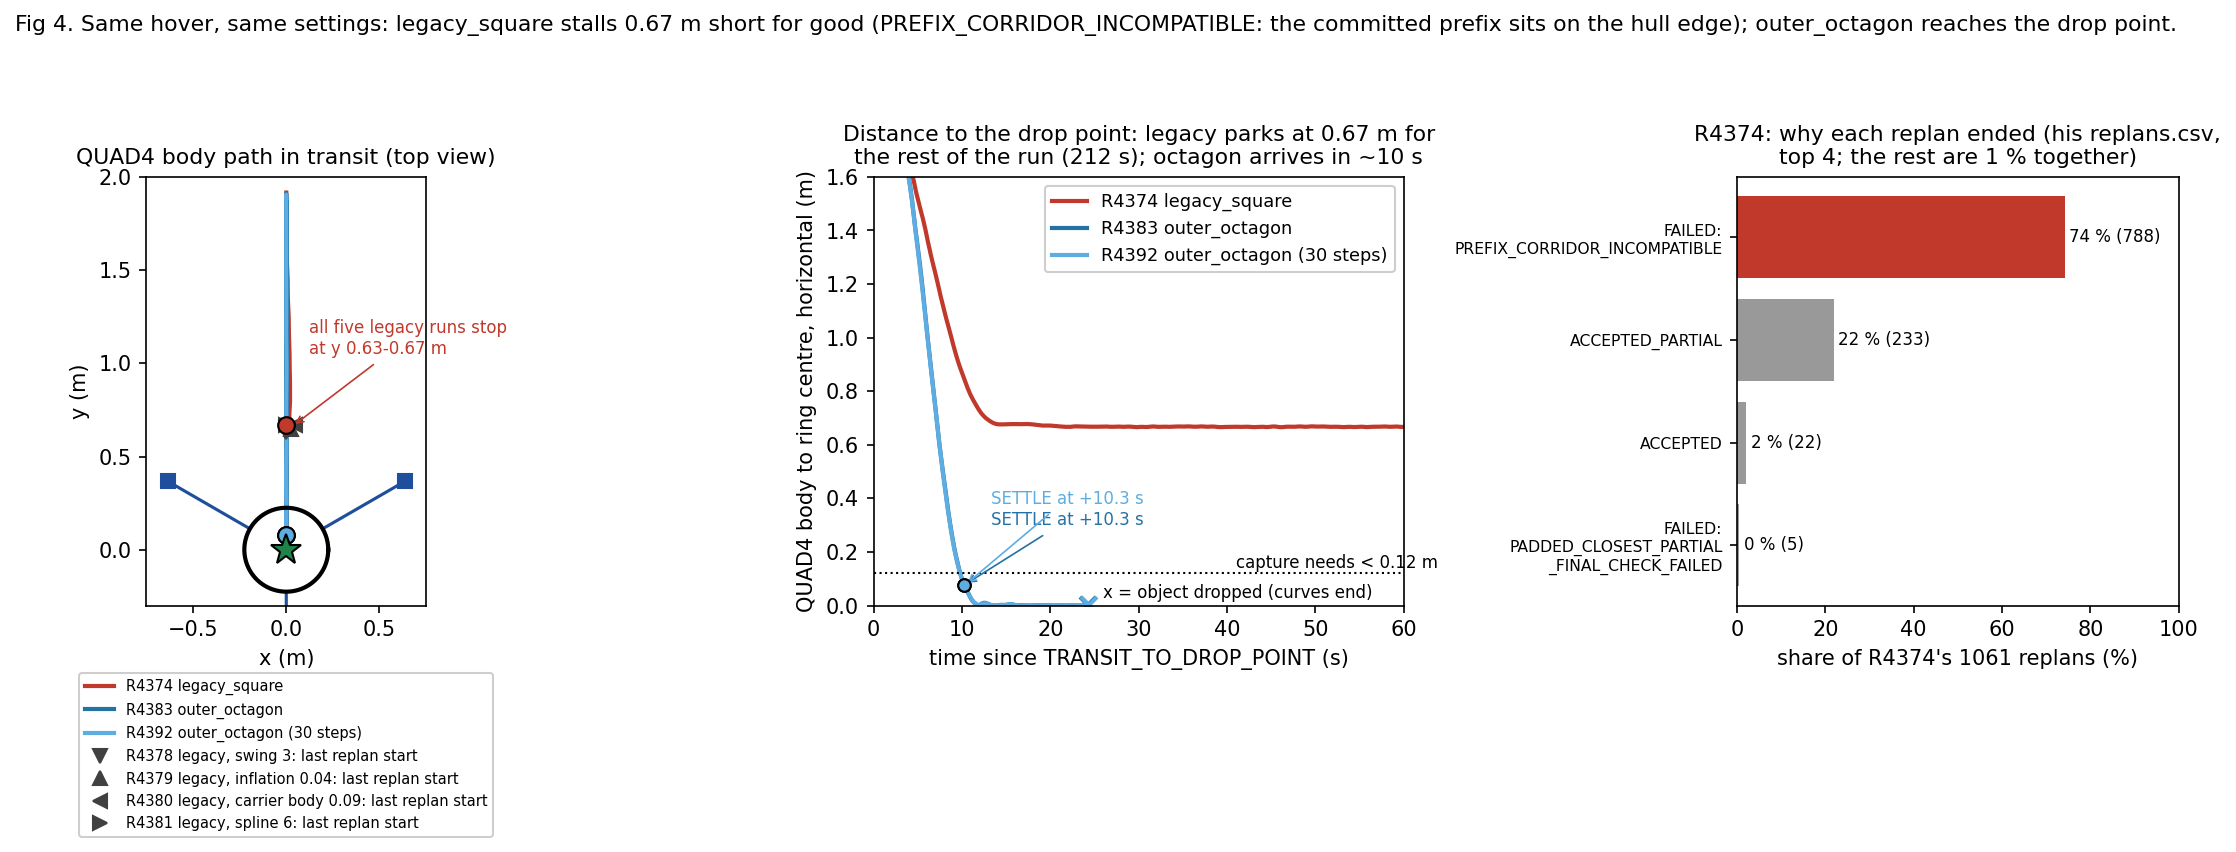 Fig 4. Same hover, same settings: legacy_square stalls 0.67 m short for good (PREFIX_CORRIDOR_INCOMPATIBLE: the committed prefix sits on the hull edge); outer_octagon reaches the drop point.
QUAD4 body path in transit (top view)
2.0
1.5
1.0
0.5
0.0
y (m)
all five legacy runs stop
at y 0.63-0.67 m
−0.5
0.0
0.5
x (m)
R4374 legacy_square
R4383 outer_octagon
R4392 outer_octagon (30 steps)
R4378 legacy, swing 3: last replan start
R4379 legacy, inflation 0.04: last replan start
R4380 legacy, carrier body 0.09: last replan start
R4381 legacy, spline 6: last replan start
Distance to the drop point: legacy parks at 0.67 m for
the rest of the run (212 s); octagon arrives in ~10 s
QUAD4 body to ring centre, horizontal (m)
1.6
1.4
1.2
1.0
0.8
0.6
0.4
0.2
0.0
R4374 legacy_square
R4383 outer_octagon
R4392 outer_octagon (30 steps)
SETTLE at +10.3 s
SETTLE at +10.3 s
capture needs < 0.12 m
x = object dropped (curves end)
0
10
20
30
40
50
60
time since TRANSIT_TO_DROP_POINT (s)
R4374: why each replan ended (his replans.csv,
top 4; the rest are 1 % together)
FAILED:
PREFIX_CORRIDOR_INCOMPATIBLE
74 % (788)
ACCEPTED_PARTIAL
22 % (233)
ACCEPTED
2 % (22)
FAILED:
PADDED_CLOSEST_PARTIAL
_FINAL_CHECK_FAILED
0 % (5)
0
20
40
60
80
100
share of R4374's 1061 replans (%)